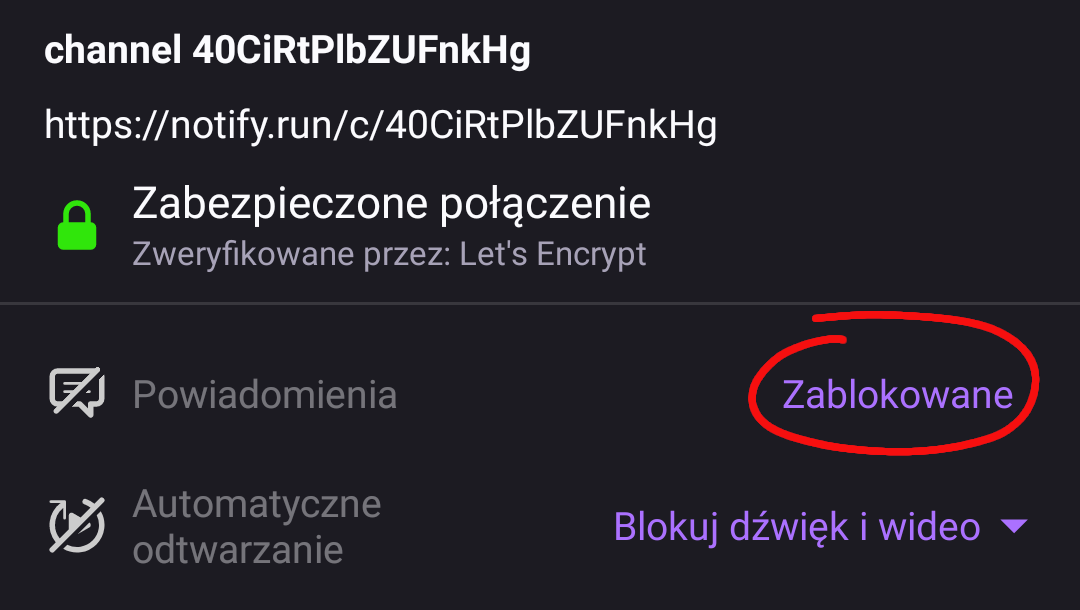 channel 40CiRtPlbZUFnkHg
https://notify.run/c/40CiRtPlbZUFnkHg
Zabezpieczone połączenie
Zweryfikowane przez: Let's Encrypt
Powiadomienia
Zablokowane
Automatyczne
odtwarzanie
Blokuj dźwięk i wideo